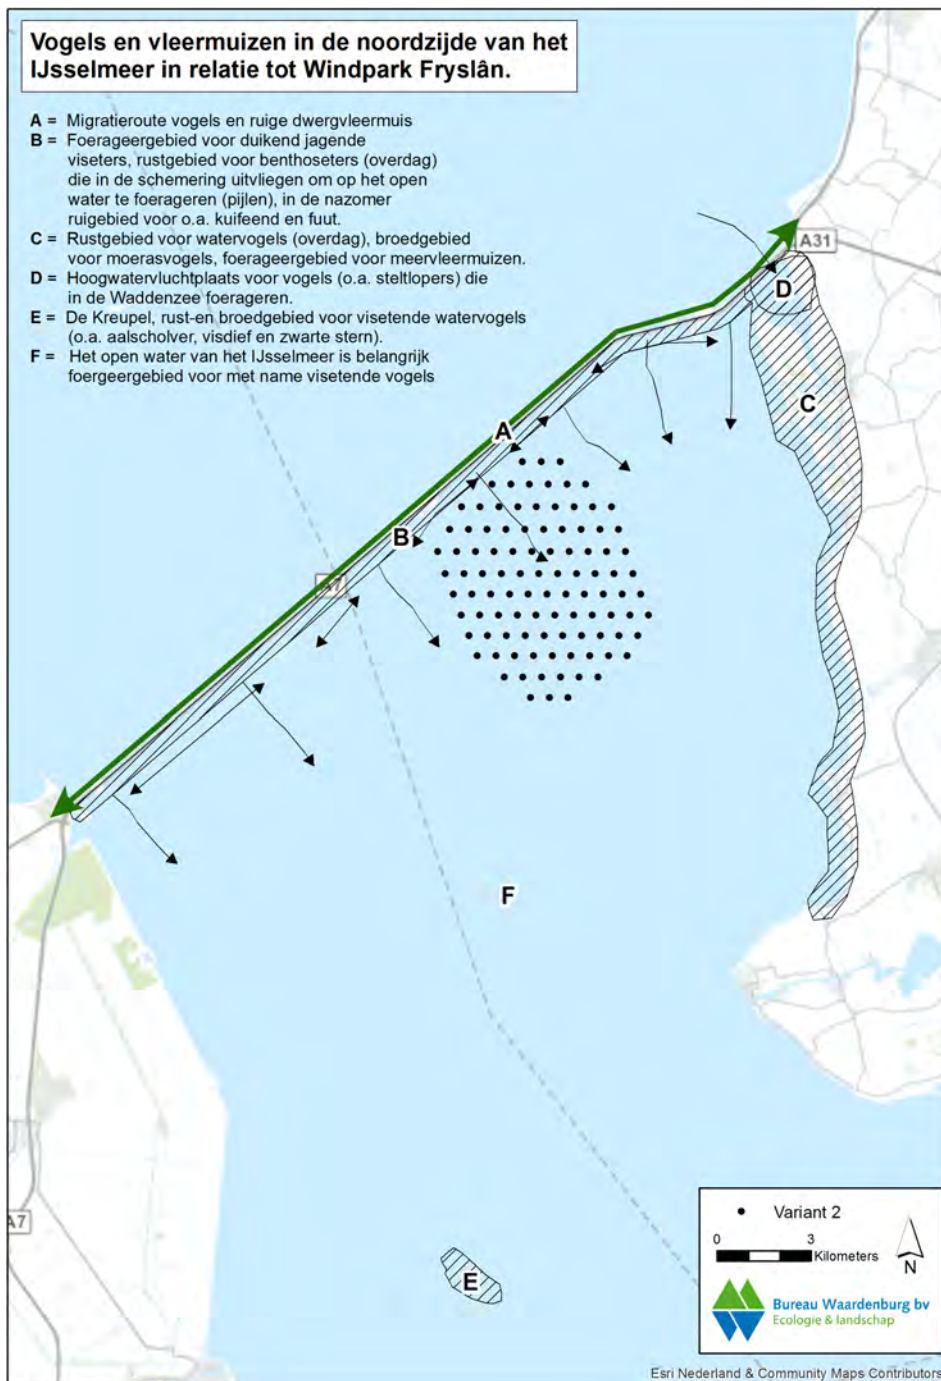 Vogels en vleermuizen in de noordzijde van het
IJsselmeer in relatie tot Windpark Fryslân.
A = Migratieroute vogels en ruige dwergvleermuis
B = Foerageergebied voor duikend jagende
viseters, rustgebied voor benthoseters (overdag)
die in de schemering uitvliegen om op het open
water te foerageren (pijlen), in de nazomer
ruigebied voor o.a. kuifeend en fuut.
C = Rustgebied voor watervogels (overdag), broedgebied
voor moerasvogels, foerageergebied voor meervleermuizen.
D = Hoogwatervluchtplaats voor vogels (o.a. steltlopers) die
in de Waddenzee foerageren.
E = De Kreupel, rust-en broedgebied voor visetende watervogels
(o.a. aalscholver, visdief en zwarte stern).
F = Het open water van het IJsselmeer is belangrijk
foergeergebied voor met name visetende vogels
A31
D
C
A
B
A7
F
A7
E
Variant 2
0 3
Kilometers
N
Bureau Waardenburg bv
Ecologie & landschap
Esri Nederland & Community Maps Contributors